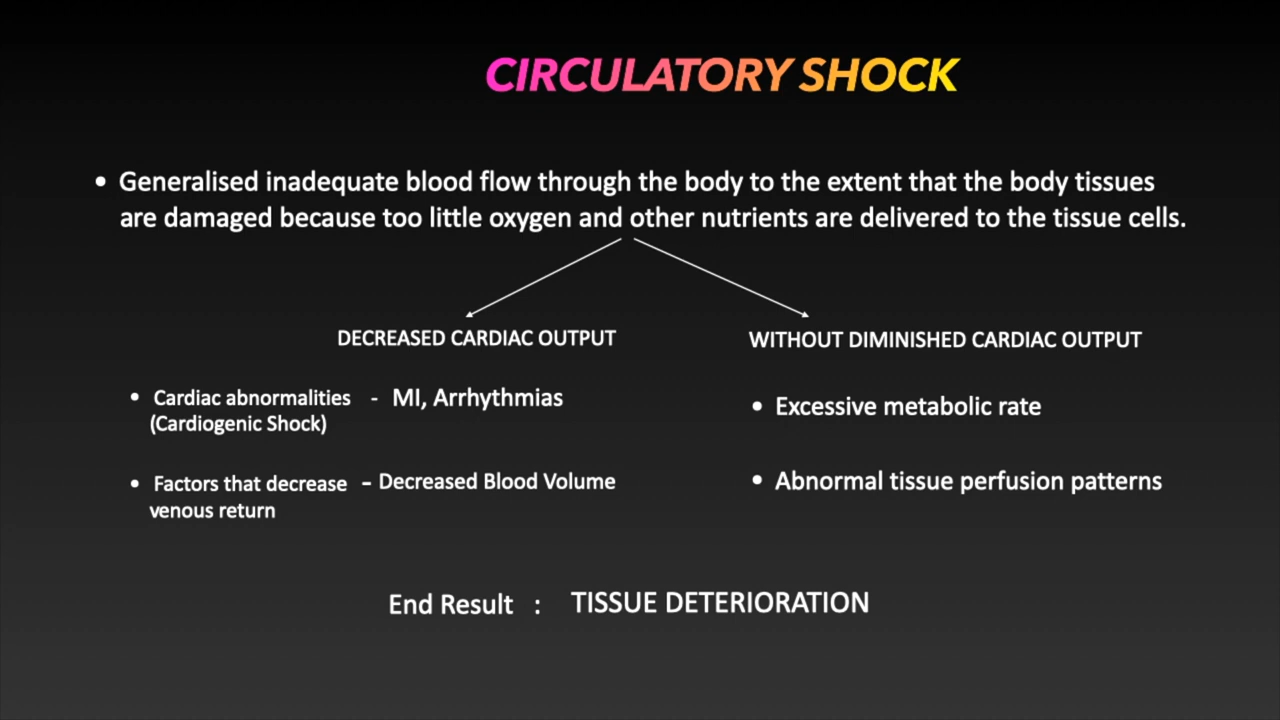 CIRCULATORY SHOCK
• Generalised inadequate blood flow through the body to the extent that the body tissues
are damaged because too little oxygen and other nutrients are delivered to the tissue cells.
DECREASED CARDIAC OUTPUT
• Cardiac abnormalities - MI, Arrhythmias
(Cardiogenic Shock)
• Factors that decrease – Decreased Blood Volume
venous return
WITHOUT DIMINISHED CARDIAC OUTPUT
• Excessive metabolic rate
• Abnormal tissue perfusion patterns
End Result : TISSUE DETERIORATION